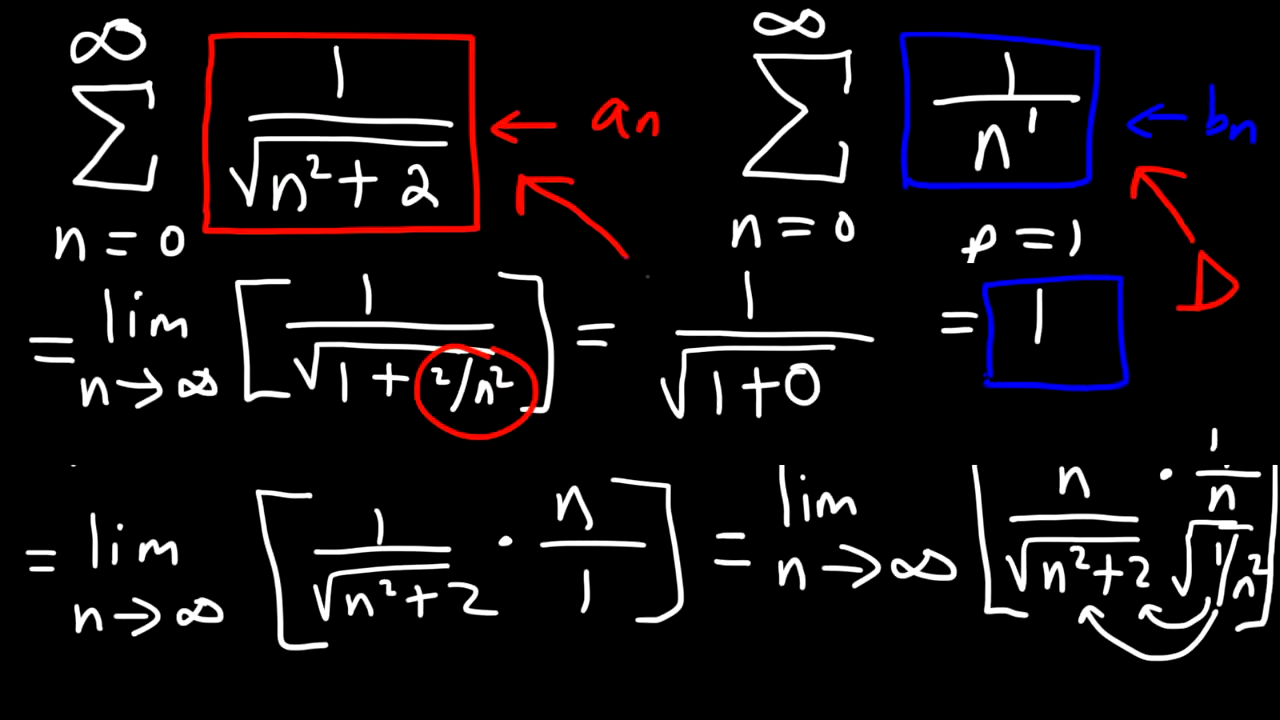 ∞ ∞
∑ 1/√(n²+2) ← aₙ ∑ 1/n¹ ← bₙ
n = 0 n = 0 p = 1 D
= lim n→∞ [1/√(1+2/n²)] = 1/√(1+0) = 1
= lim n→∞ [1/√(n²+2) · n/1] = lim n→∞ [n/√(n²+2) · (1/n)/√(1/n²)]